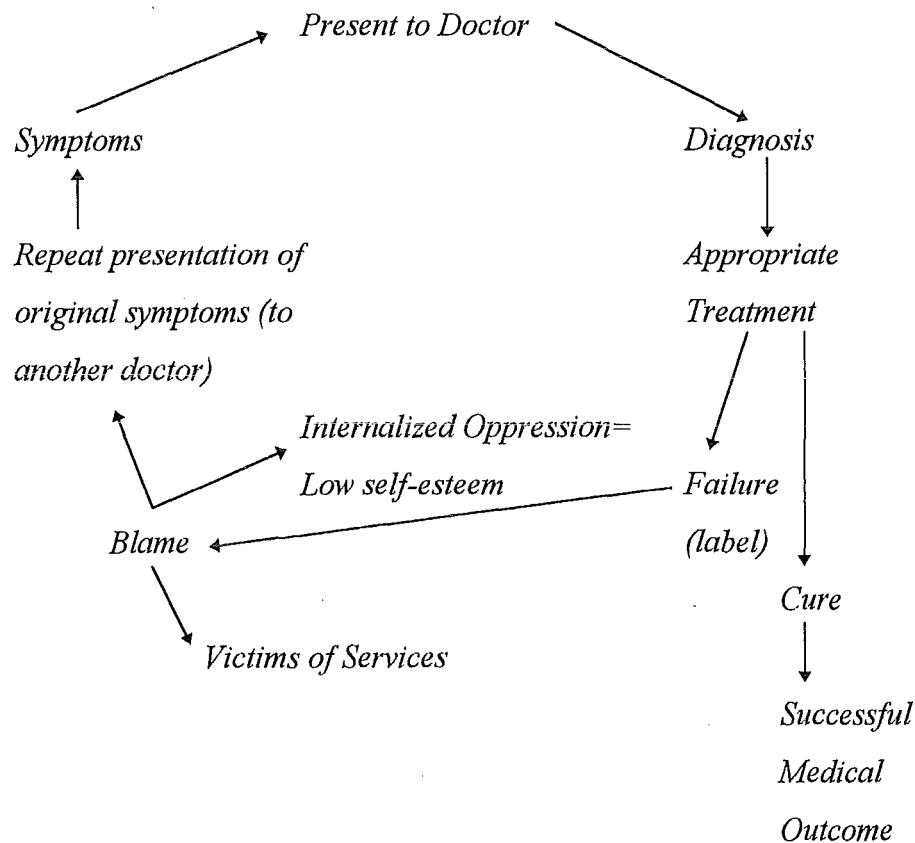 Present to Doctor
Symptoms
Diagnosis
Repeat presentation of
original symptoms (to
another doctor)
Appropriate
Treatment
Internalized Oppression=
Low self-esteem
Failure
(label)
Blame
Cure
Victims of Services
Successful
Medical
Outcome